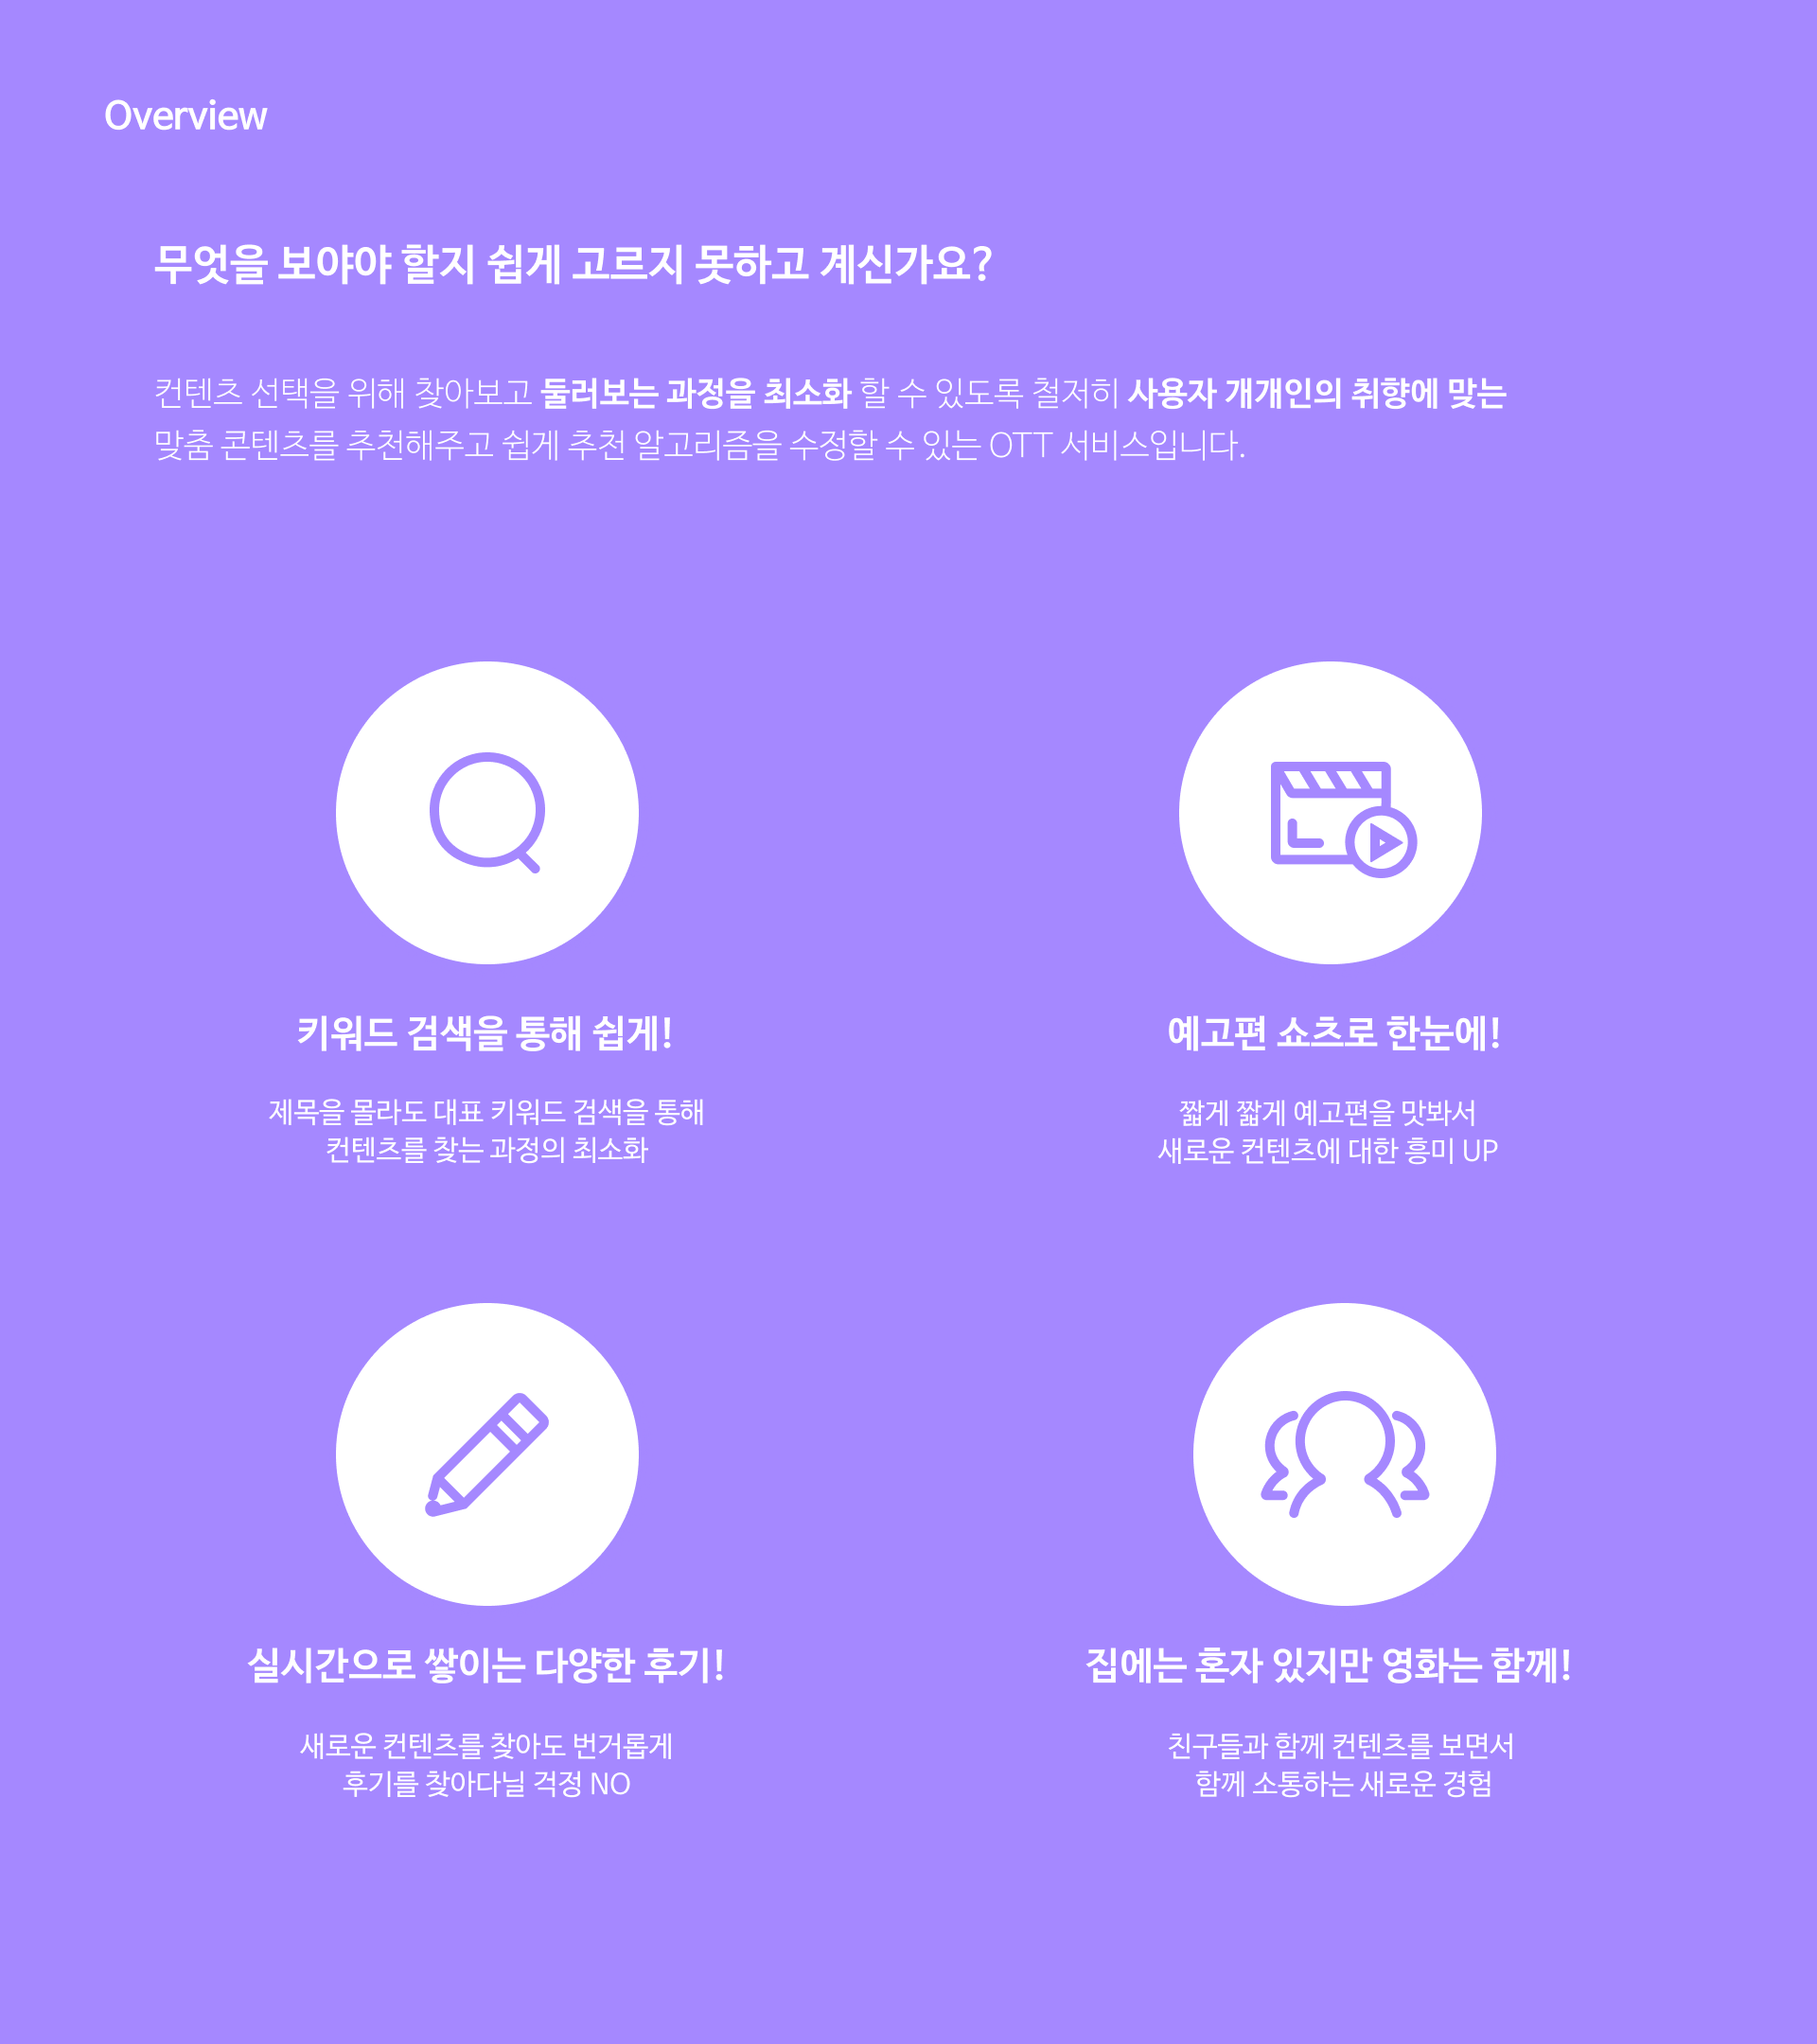 Overview
무엇을 보야야 할지 쉽게 고르지 못하고 계신가요?
컨텐츠 선택을 위해 찾아보고 둘러보는 과정을 최소화 할 수 있도록 철저히 사용자 개개인의 취향에 맞는
맞춤 콘텐츠를 추천해주고 쉽게 추천 알고리즘을 수정할 수 있는 OTT 서비스입니다.
키워드 검색을 통해 쉽게!
제목을 몰라도 대표 키워드 검색을 통해
컨텐츠를 찾는 과정의 최소화
예고편 쇼츠로 한눈에!
짧게 짧게 예고편을 맛봐서
새로운 컨텐츠에 대한 흥미 UP
실시간으로 쌓이는 다양한 후기!
새로운 컨텐츠를 찾아도 번거롭게
후기를 찾아다닐 걱정 NO
집에는 혼자 있지만 영화는 함께!
친구들과 함께 컨텐츠를 보면서
함께 소통하는 새로운 경험